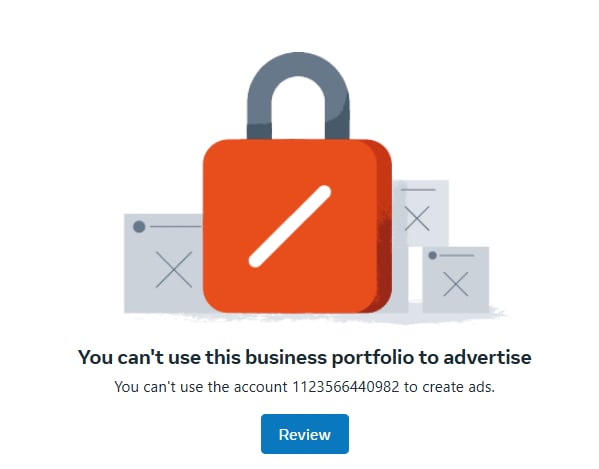 You can't use this business portfolio to advertise
You can't use the account 1123566440982 to create ads.
Review